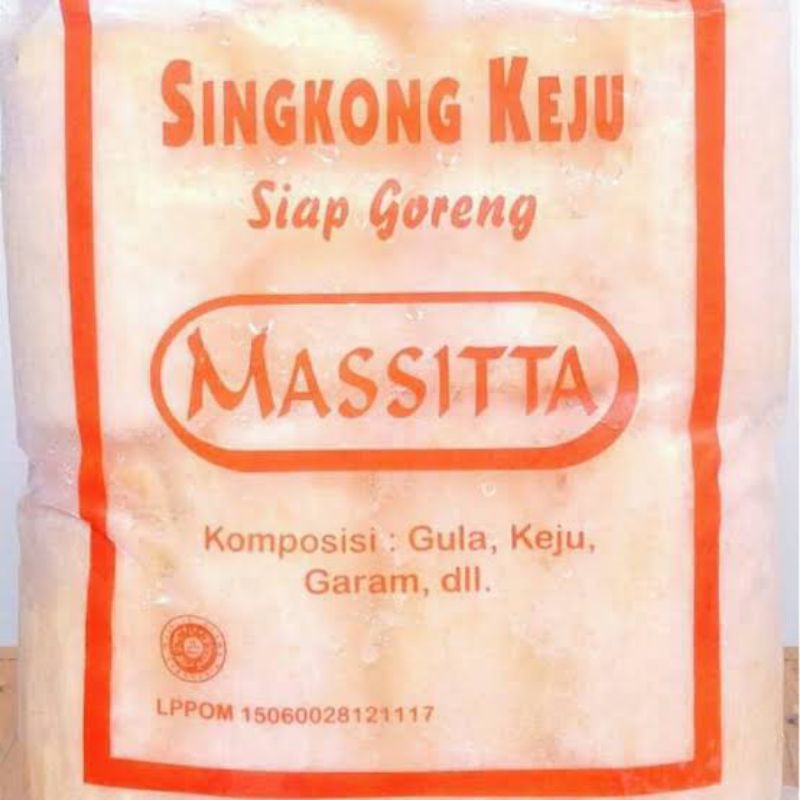 SINGKONG KEJU
Siap Goreng
MASSITTA
Komposisi : Gula, Keju,
Garam, dll.
LPPOM 15060028121117